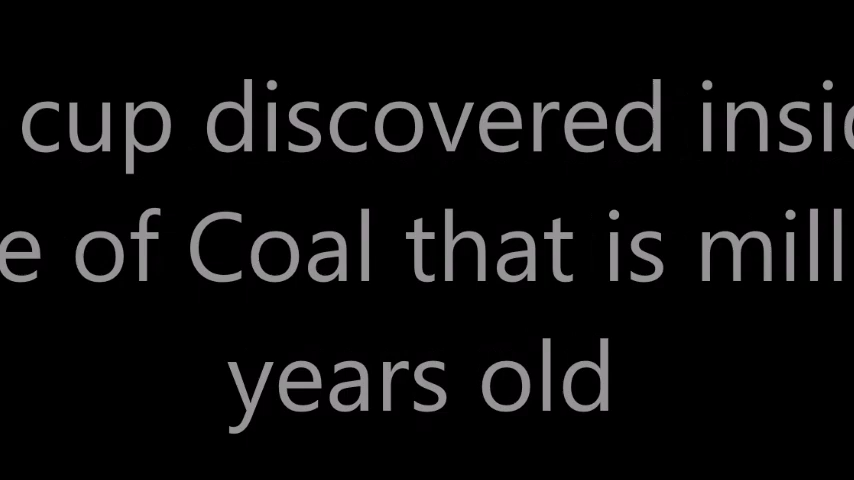 cup discovered insi
e of Coal that is mill
years old